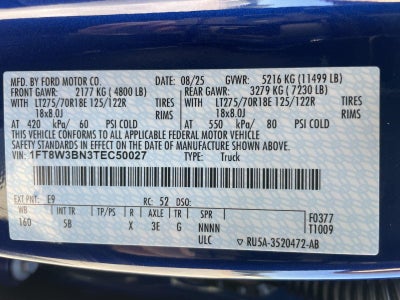 MFD. BY FORD MOTOR CO. DATE: 08/25 GVWR: 5216 KG (11499 LB)
FRONT GAWR: 2177 KG (4800 LB) REAR GAWR: 3279 KG (7230 LB)
LT275/70R18E 125/122R TIRES LT275/70R18E 125/122R TIRES
18x8.0J RIMS 18x8.0J RIMS
AT 420 kPa/ 60 PSI COLD AT 550 kPa/ 80 PSI COLD
THIS VEHICLE CONFORMS TO ALL APPLICABLE FEDERAL MOTOR VEHICLE
SAFETY STANDARDS IN EFFECT ON THE DATE OF MANUFACTURE SHOWN ABOVE.
VIN: 1FT8W3BN3TEC50027 TYPE: Truck
EXT PNT: E9 RC: 52 DSO:
WB INT TR TP/PS R AXLE TR SPR F0377
160 5B X 3E G NNNN T1009
ULC RU5A-3520472-AB